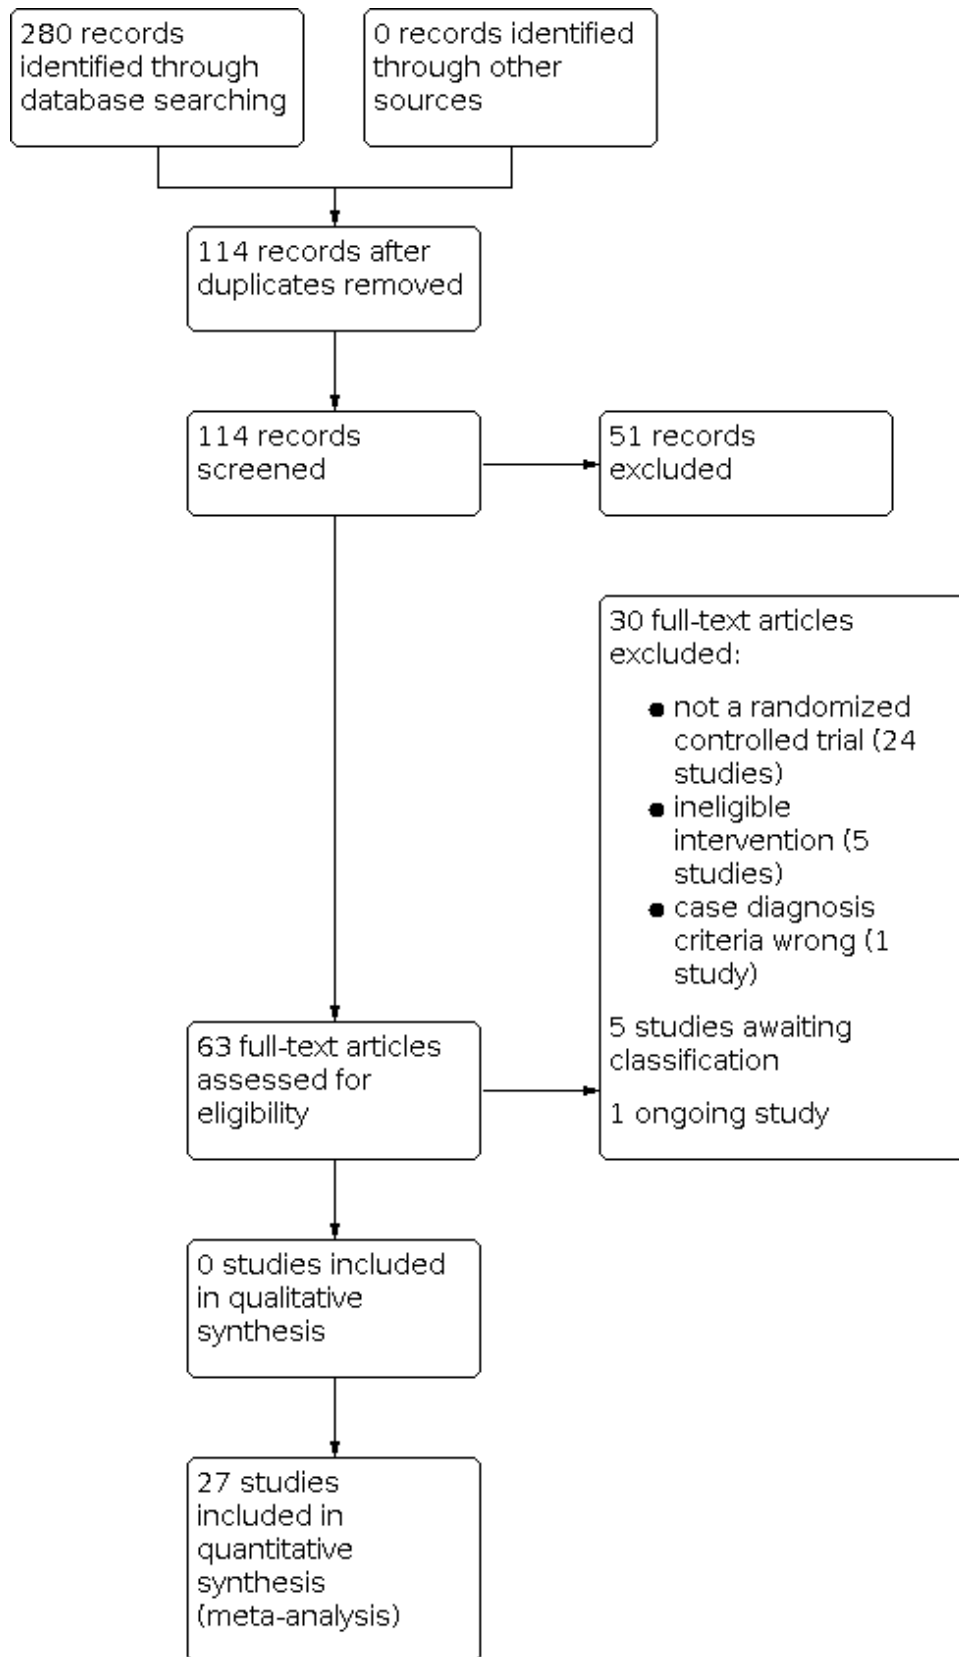 280 records
identified through
database searching
0 records identified
through other
sources
114 records after
duplicates removed
114 records
screened
51 records
excluded
30 full-text articles
excluded:
● not a randomized
controlled trial (24
studies)
● ineligible
intervention (5
studies)
● case diagnosis
criteria wrong (1
study)
5 studies awaiting
classification
1 ongoing study
63 full-text articles
assessed for
eligibility
0 studies included
in qualitative
synthesis
27 studies
included in
quantitative
synthesis
(meta-analysis)